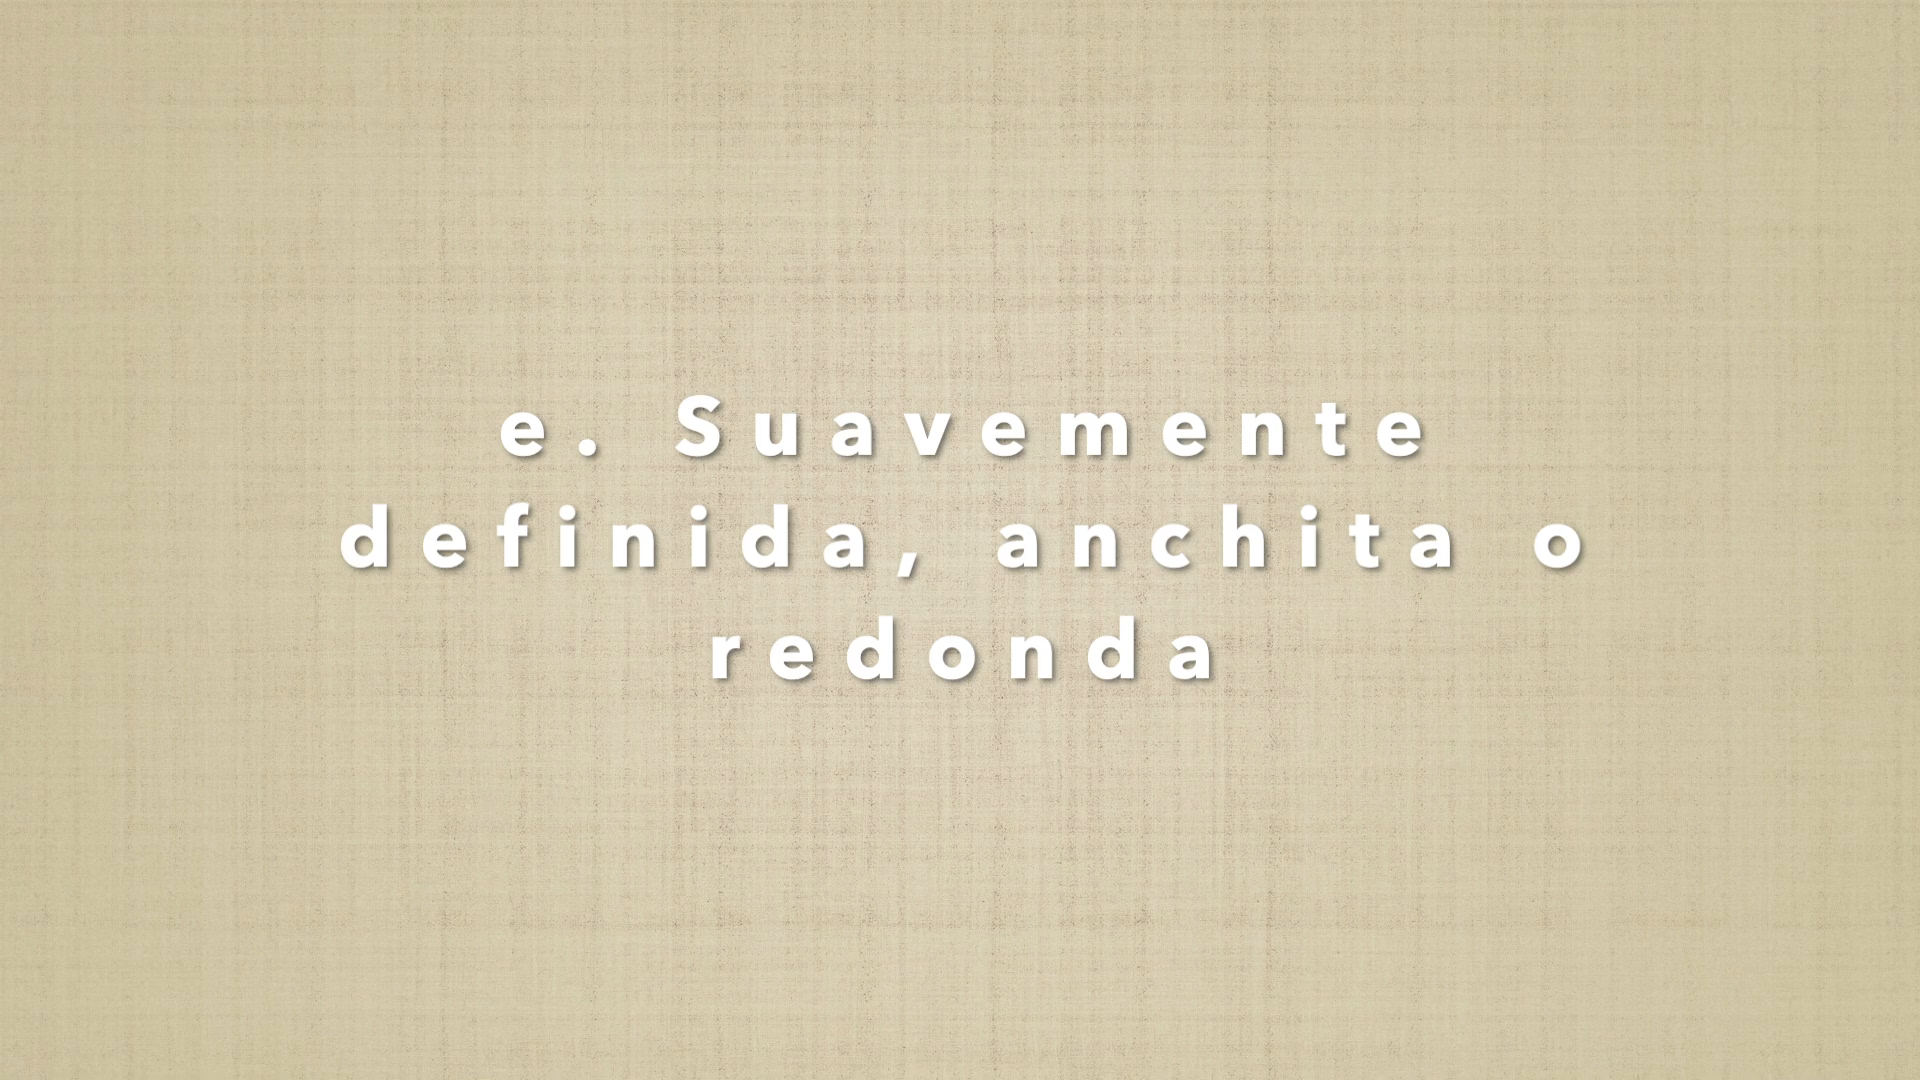 e. Suavemente
definida, anchita o
redonda